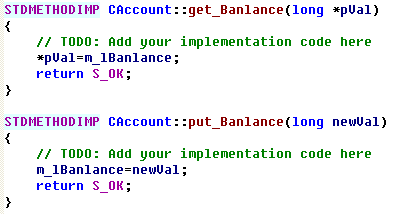 STDMETHODIMP CAccount::get_Banlance(long *pVal)
{
    // TODO: Add your implementation code here
    *pVal=m_lBanlance;
    return S_OK;
}

STDMETHODIMP CAccount::put_Banlance(long newVal)
{
    // TODO: Add your implementation code here
    m_lBanlance=newVal;
    return S_OK;
}